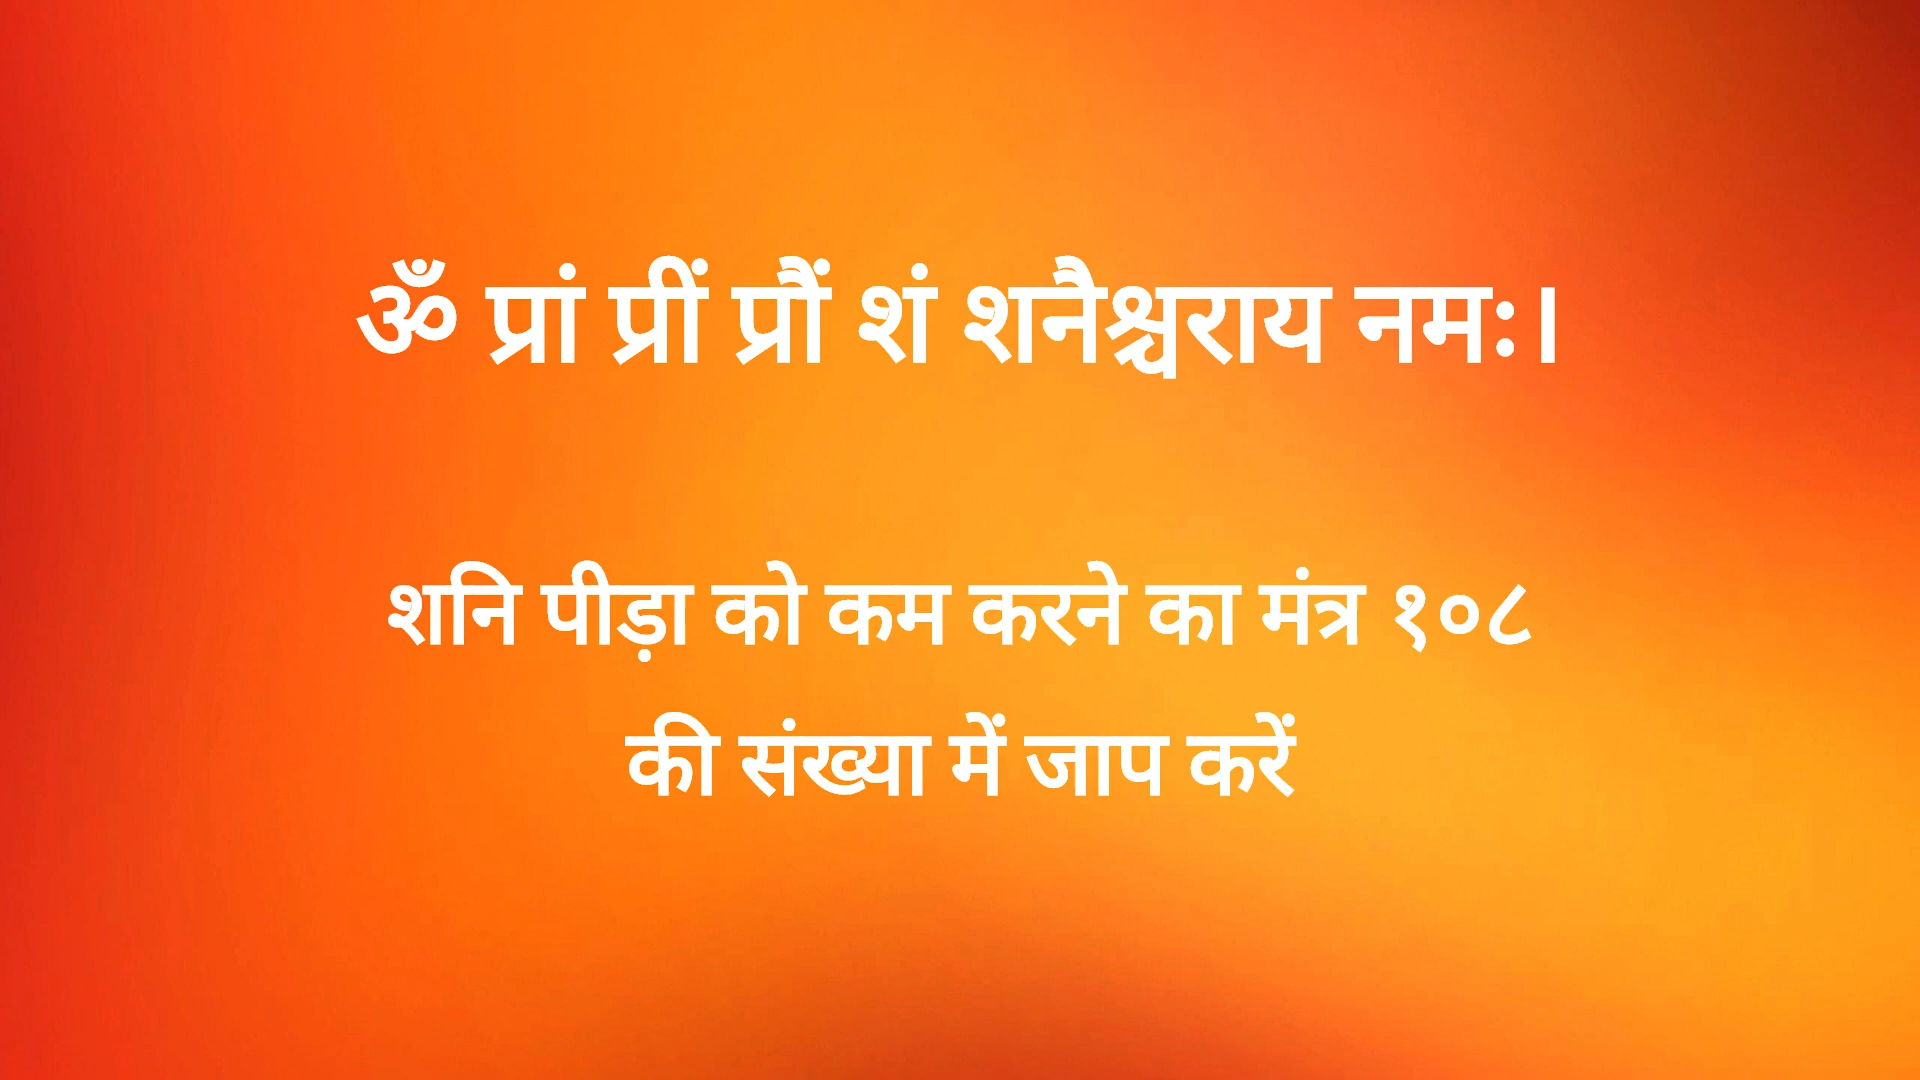 ॐ प्रां प्रीं प्रौं शं शनैश्चराय नमः।
शनि पीड़ा को कम करने का मंत्र १०८
की संख्या में जाप करें